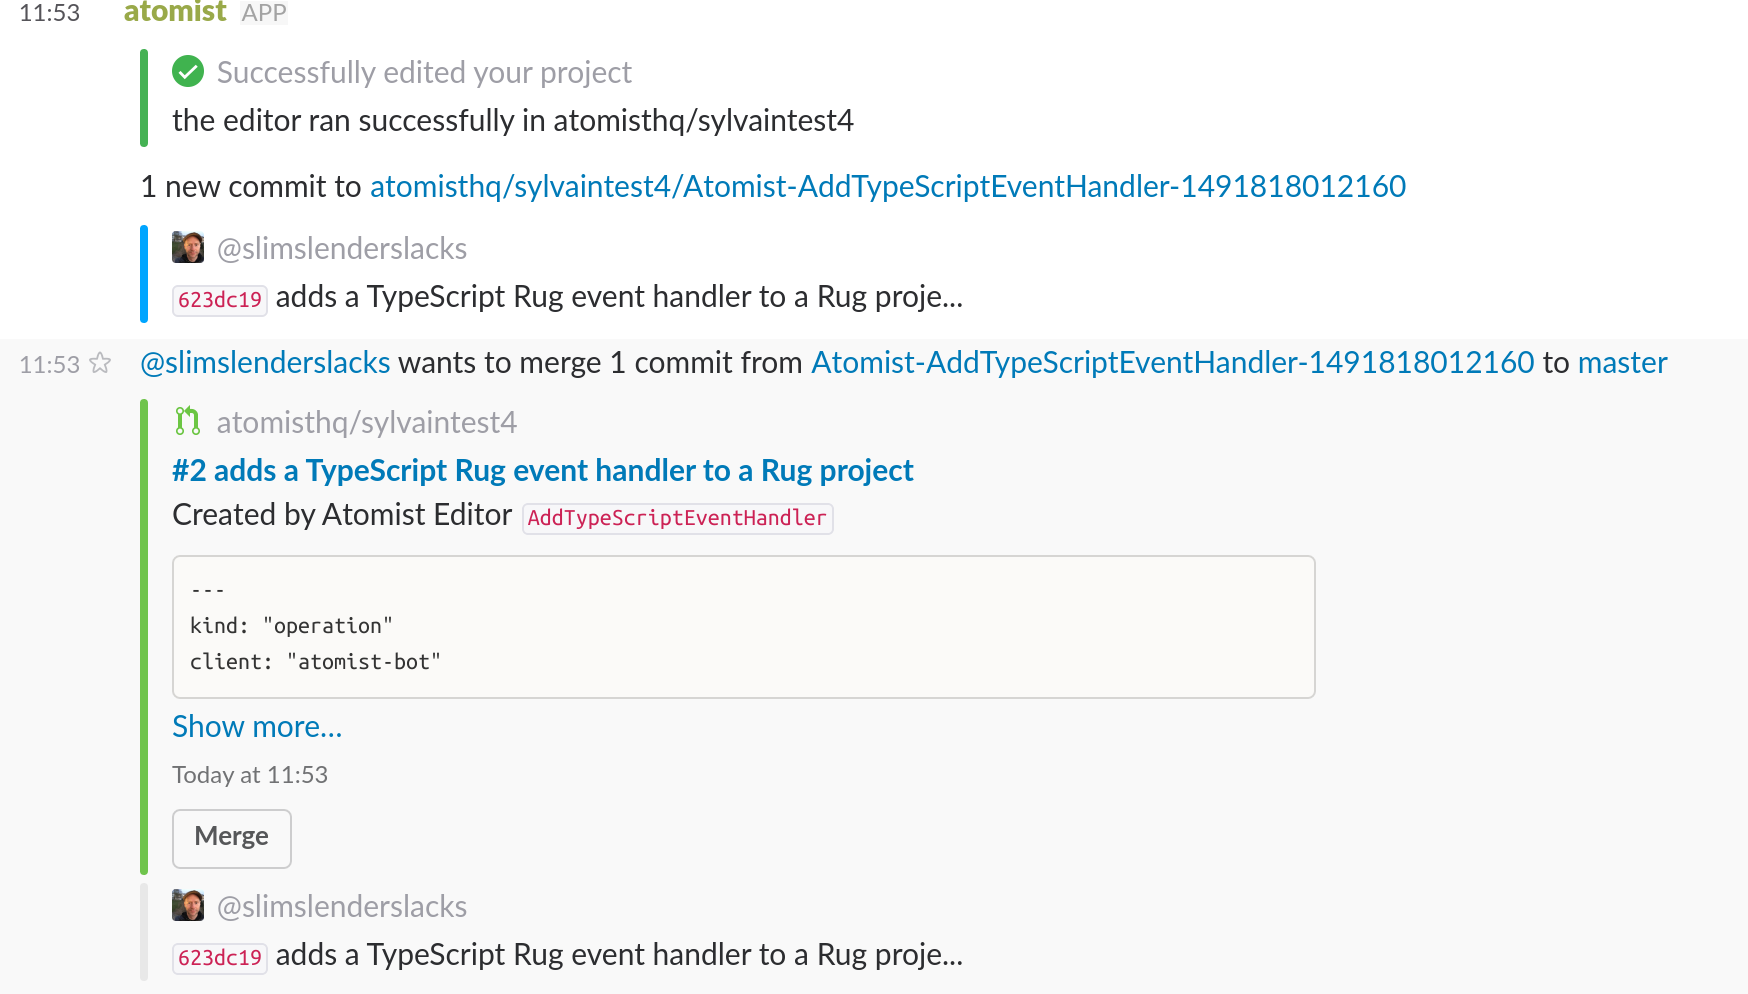 11:53 atomist APP
Successfully edited your project
the editor ran successfully in atomisthq/sylvaintest4
1 new commit to atomisthq/sylvaintest4/Atomist-AddTypeScriptEventHandler-1491818012160
@slimslenderslacks
623dc19 adds a TypeScript Rug event handler to a Rug proje...
11:53 @slimslenderslacks wants to merge 1 commit from Atomist-AddTypeScriptEventHandler-1491818012160 to master
atomisthq/sylvaintest4
#2 adds a TypeScript Rug event handler to a Rug project
Created by Atomist Editor AddTypeScriptEventHandler
---
kind: "operation"
client: "atomist-bot"
Show more...
Today at 11:53
Merge
@slimslenderslacks
623dc19 adds a TypeScript Rug event handler to a Rug proje...